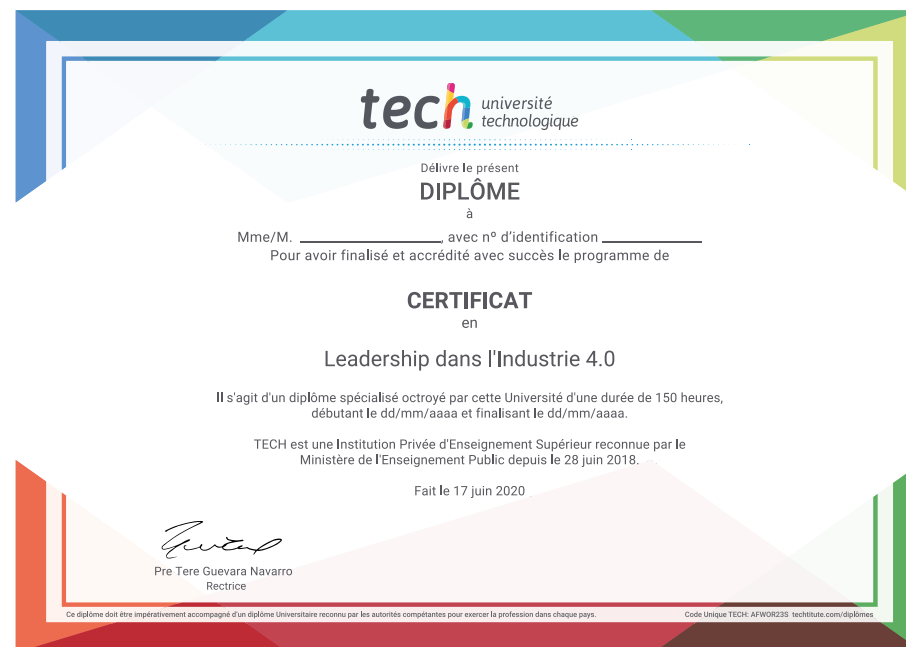 tech université
technologique
Délivre le présent
DIPLÔME
à
Mme/M. ____________________, avec nº d'identification ______________
Pour avoir finalisé et accrédité avec succès le programme de
CERTIFICAT
en
Leadership dans l'Industrie 4.0
Il s'agit d'un diplôme spécialisé octroyé par cette Université d'une durée de 150 heures,
débutant le dd/mm/aaaa et finalisant le dd/mm/aaaa.
TECH est une Institution Privée d'Enseignement Supérieur reconnue par le
Ministère de l'Enseignement Public depuis le 28 juin 2018.
Fait le 17 juin 2020
Pre Tere Guevara Navarro
Rectrice
Ce diplôme doit être impérativement accompagné d'un diplôme Universitaire reconnu par les autorités compétantes pour exercer la profession dans chaque pays. Code Unique TECH: AFWOR23S techtitute.com/diplômes